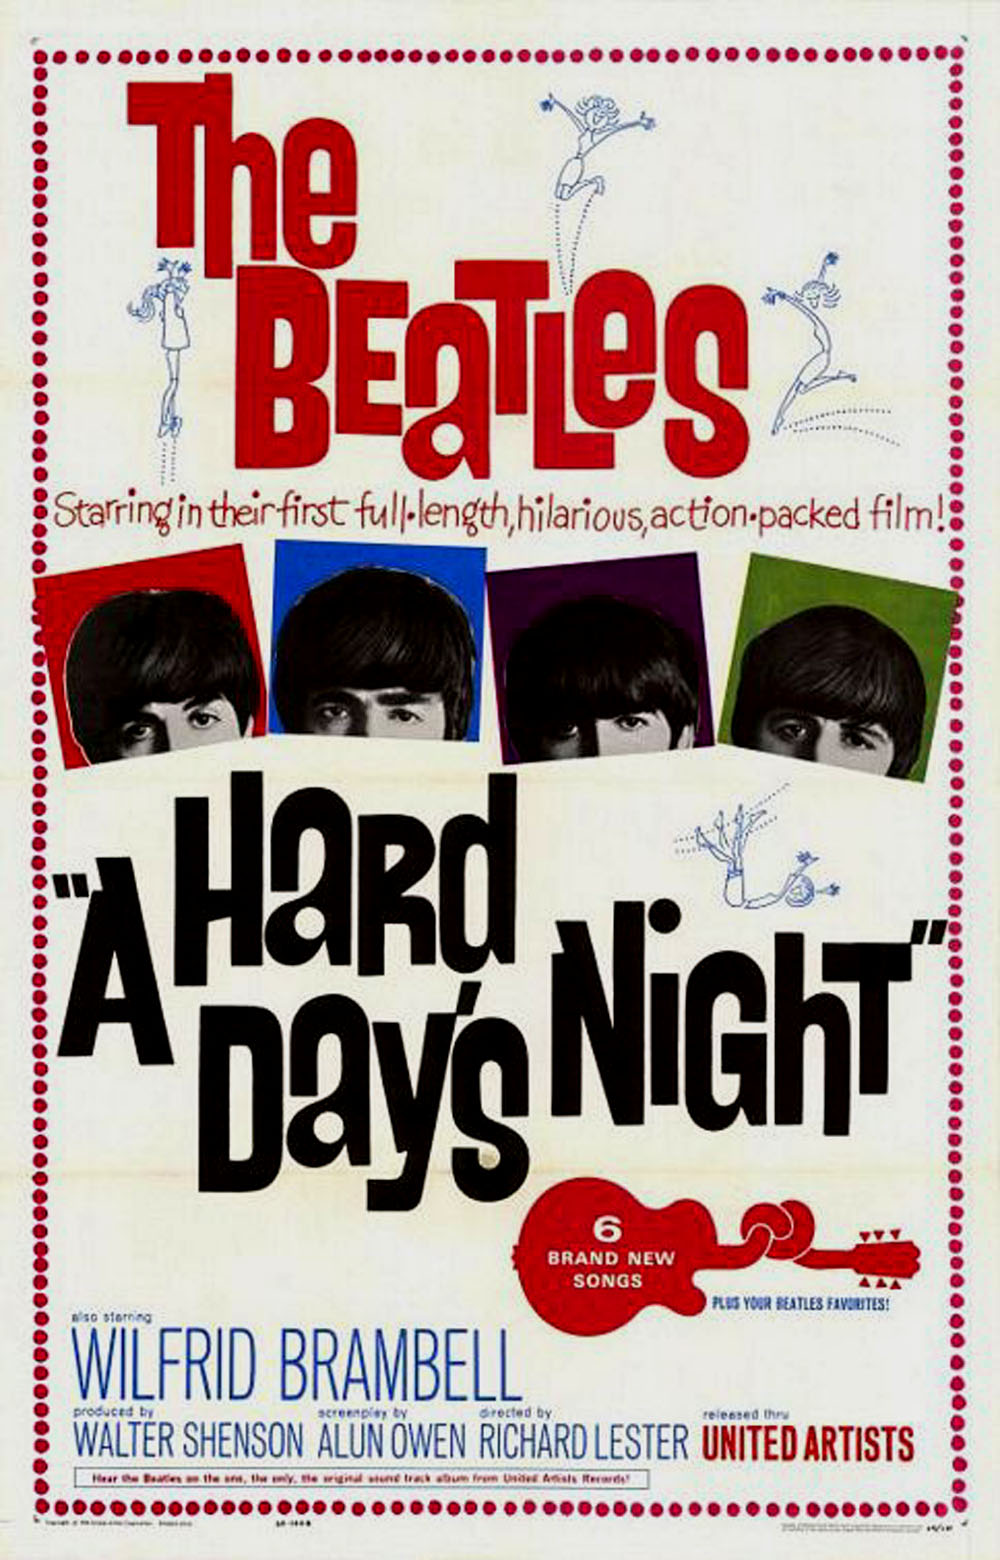 The
BEatLes
Starring in their first full-length, hilarious, action-packed film!
"A HaRd
Day's NigHT"
6
BRAND NEW
SONGS
PLUS YOUR BEATLES FAVORITES!
also starring
WILFRID BRAMBELL
produced by screenplay by directed by released thru
WALTER SHENSON ALUN OWEN RICHARD LESTER UNITED ARTISTS
Hear the Beatles on the one, the only, the original sound track album from United Artists Records!